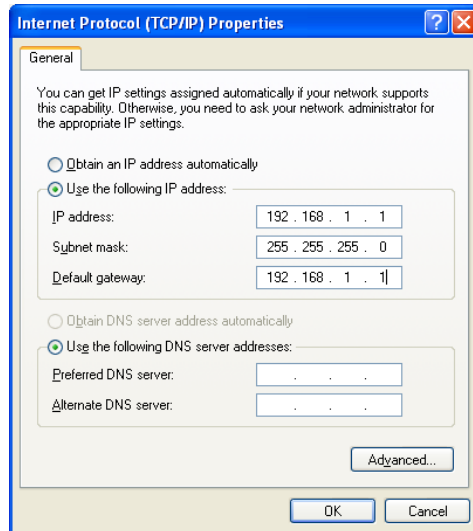 Internet Protocol (TCP/IP) Properties
General
You can get IP settings assigned automatically if your network supports
this capability. Otherwise, you need to ask your network administrator for
the appropriate IP settings.
Obtain an IP address automatically
Use the following IP address:
IP address: 192 . 168 . 1 . 1
Subnet mask: 255 . 255 . 255 . 0
Default gateway: 192 . 168 . 1 . 1
Obtain DNS server address automatically
Use the following DNS server addresses:
Preferred DNS server: . . .
Alternate DNS server: . . .
Advanced...
OK Cancel